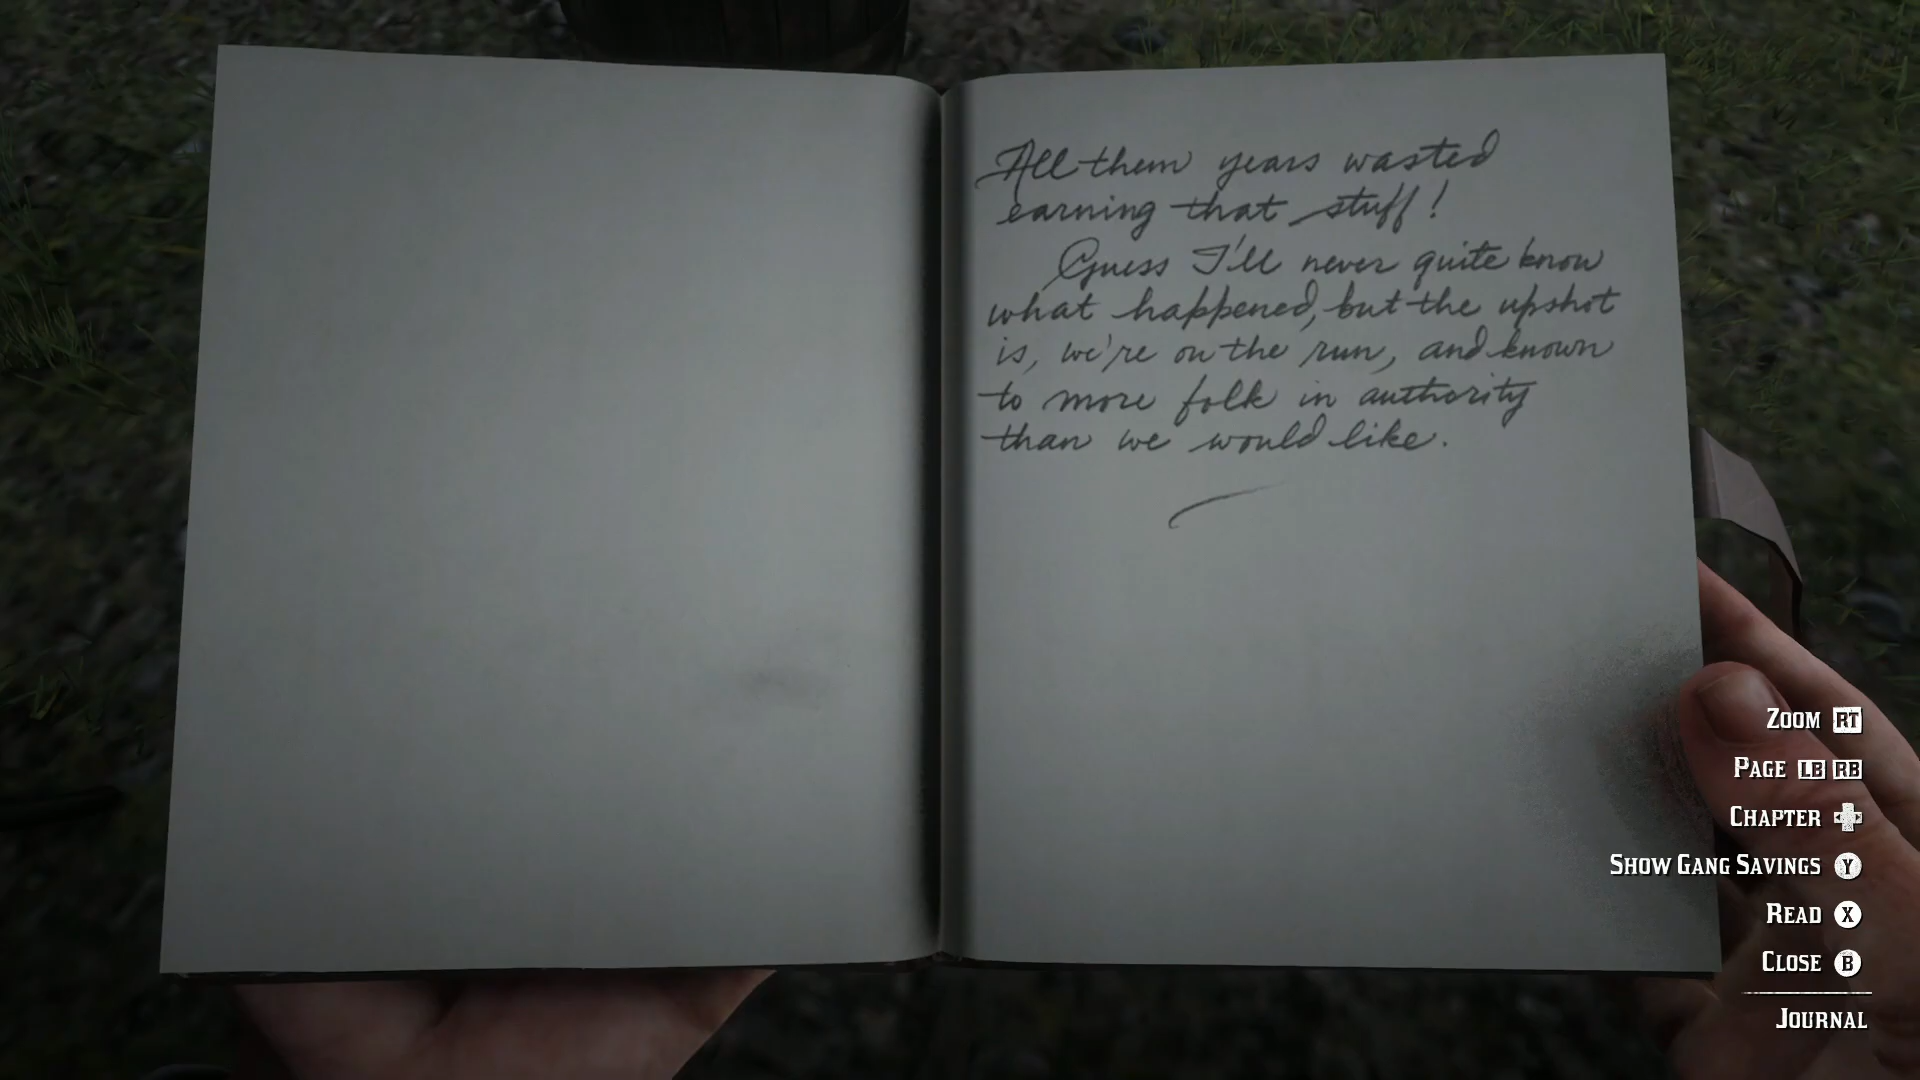 All them years wasted
earning that stuff!
Guess I'll never quite know
what happened, but the upshot
is, we're on the run, and known
to more folk in authority
than we would like.
ZOOM RT
PAGE LB RB
CHAPTER
SHOW GANG SAVINGS Y
READ X
CLOSE B
JOURNAL